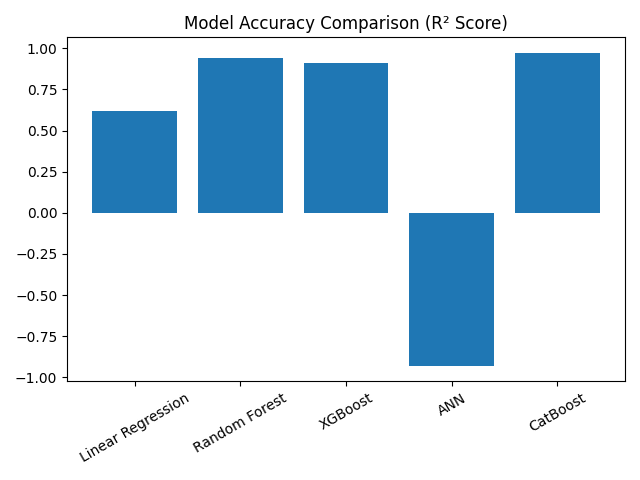 Model Accuracy Comparison (R² Score)
1.00
0.75
0.50
0.25
0.00
−0.25
−0.50
−0.75
−1.00
Linear Regression
Random Forest
XGBoost
ANN
CatBoost